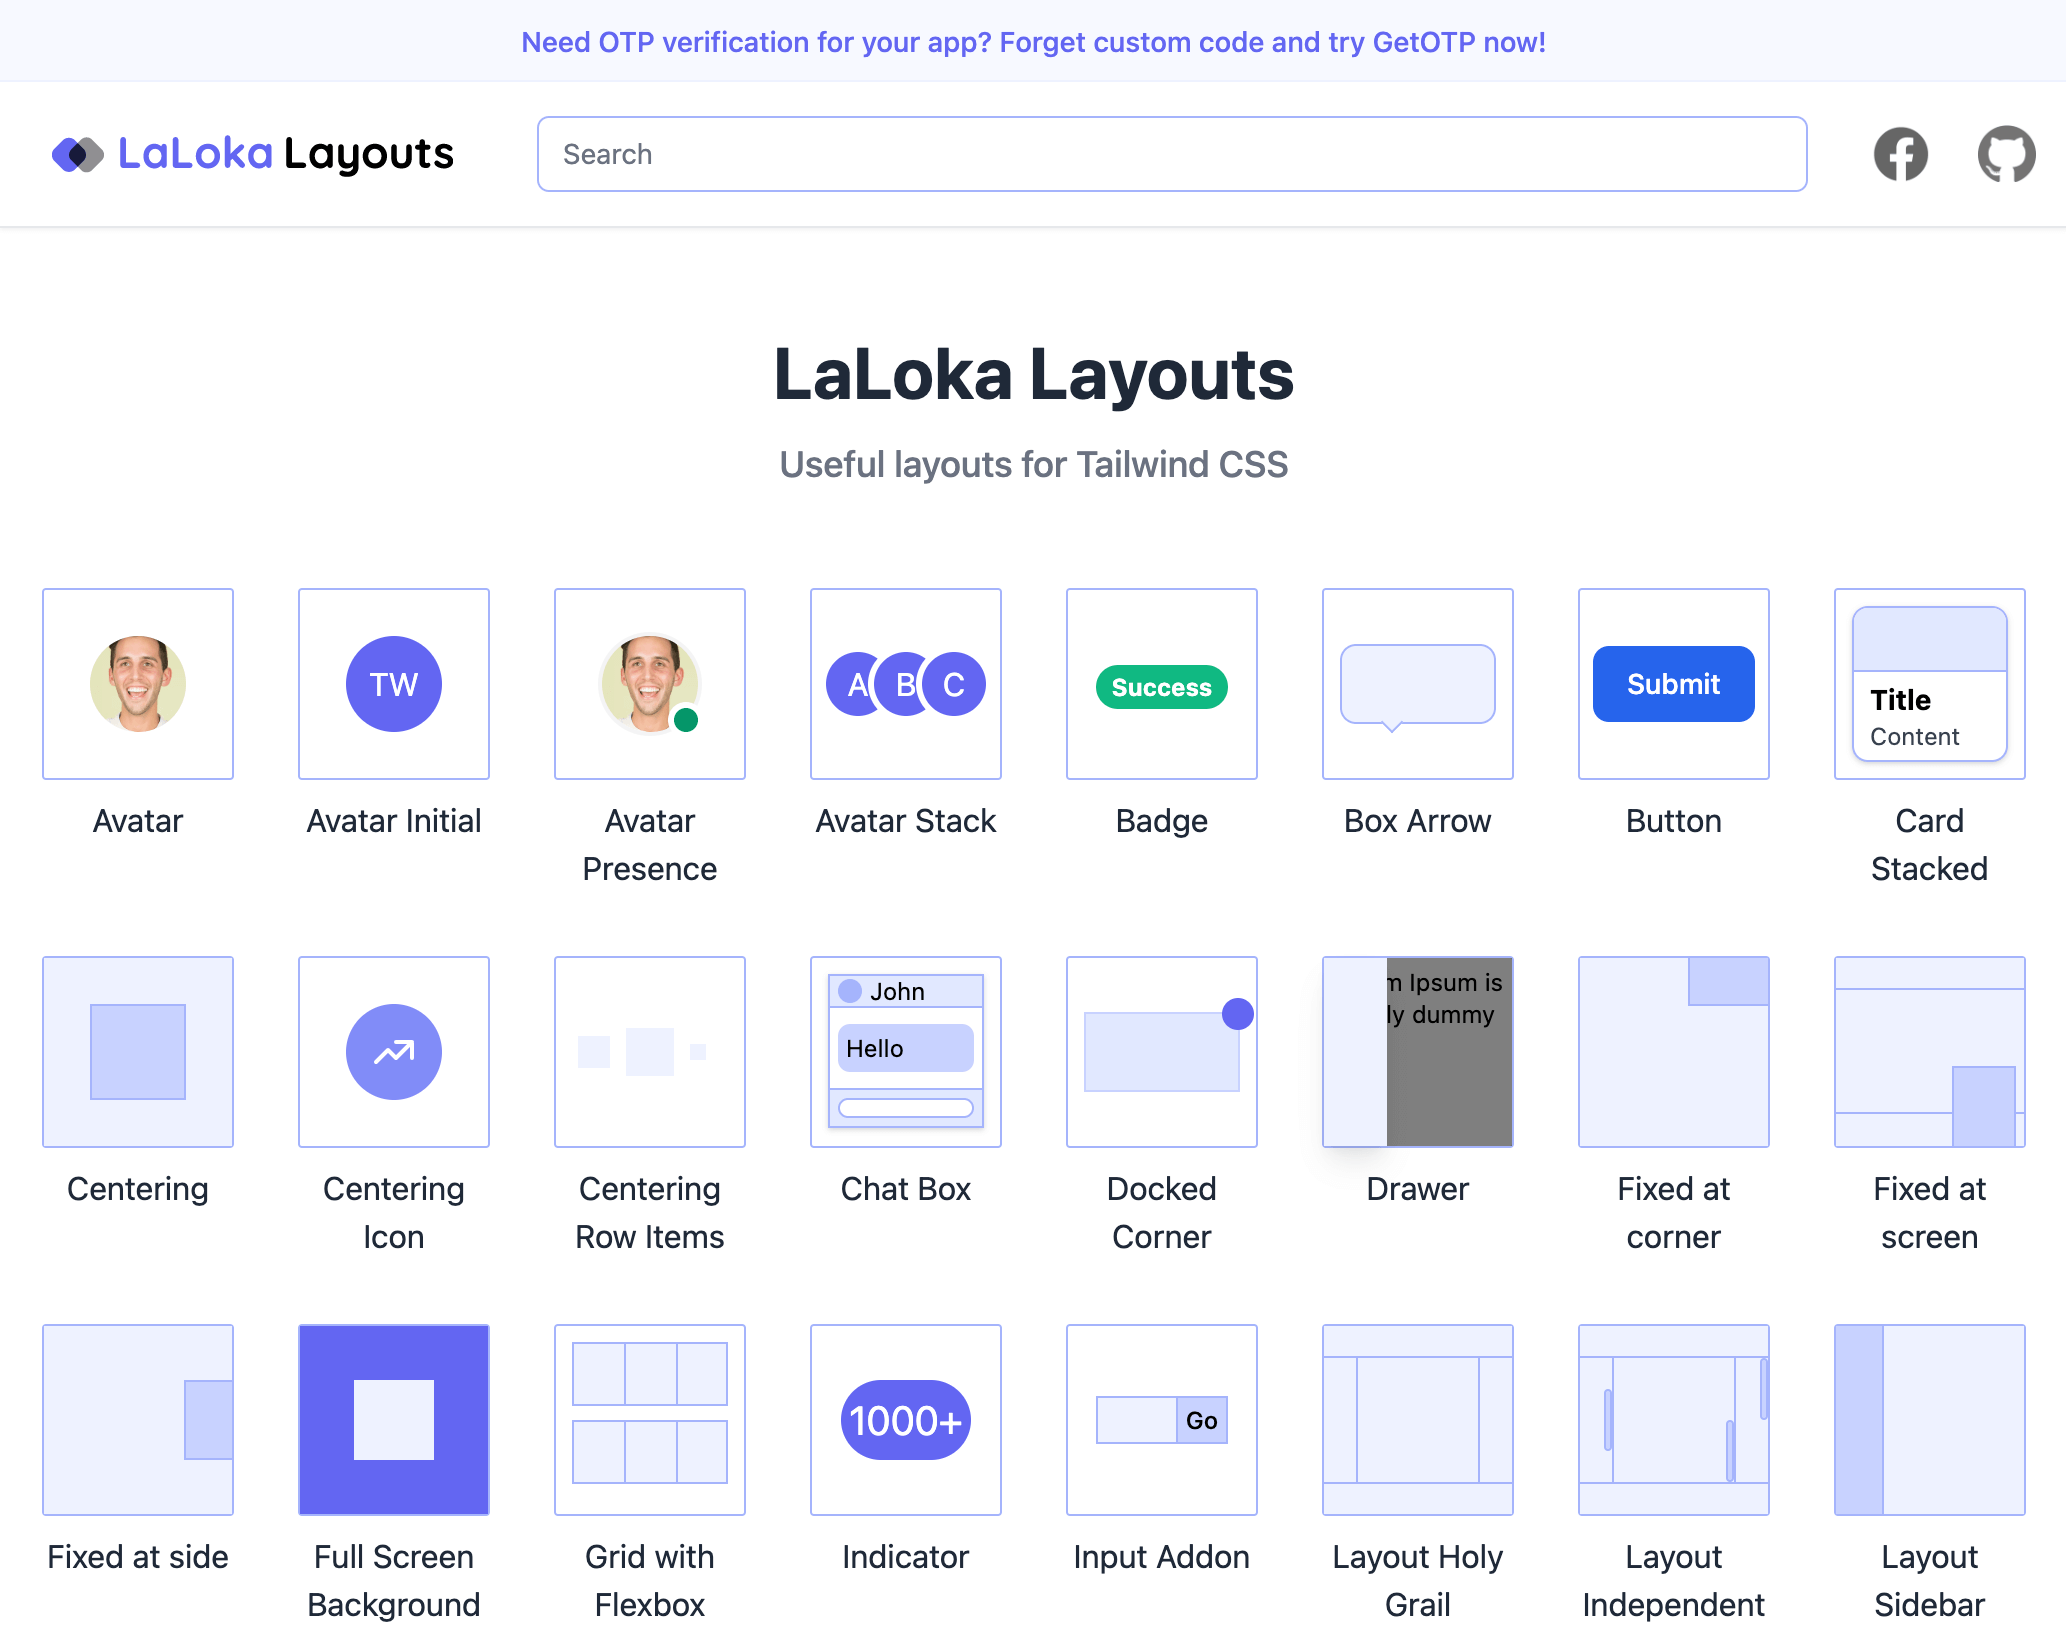 Need OTP verification for your app? Forget custom code and try GetOTP now!
LaLoka Layouts
Search
LaLoka Layouts
Useful layouts for Tailwind CSS
TW
A B C
Success
Submit
Title
Content
Avatar
Avatar Initial
Avatar
Presence
Avatar Stack
Badge
Box Arrow
Button
Card
Stacked
John
Hello
m Ipsum is
ly dummy
Centering
Centering
Icon
Centering
Row Items
Chat Box
Docked
Corner
Drawer
Fixed at
corner
Fixed at
screen
1000+
Go
Fixed at side
Full Screen
Background
Grid with
Flexbox
Indicator
Input Addon
Layout Holy
Grail
Layout
Independent
Layout
Sidebar